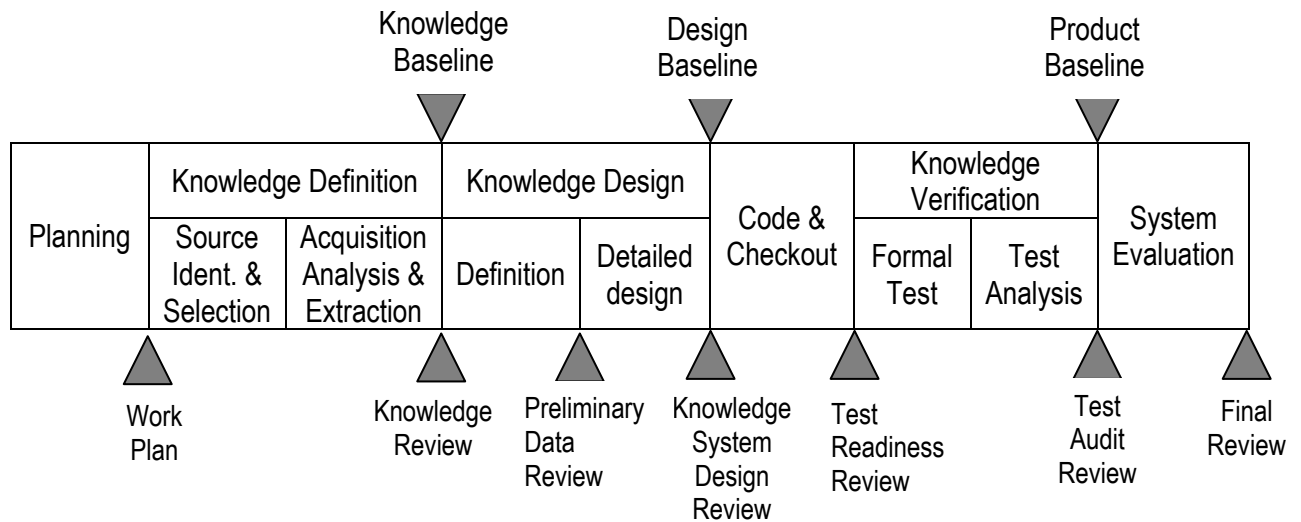 Knowledge
Baseline
Design
Baseline
Product
Baseline
Planning
Knowledge Definition
Source
Ident. &
Selection
Acquisition
Analysis &
Extraction
Knowledge Design
Definition
Detailed
design
Code &
Checkout
Knowledge
Verification
Formal
Test
Test
Analysis
System
Evaluation
Work
Plan
Knowledge
Review
Preliminary
Data
Review
Knowledge
System
Design
Review
Test
Readiness
Review
Test
Audit
Review
Final
Review